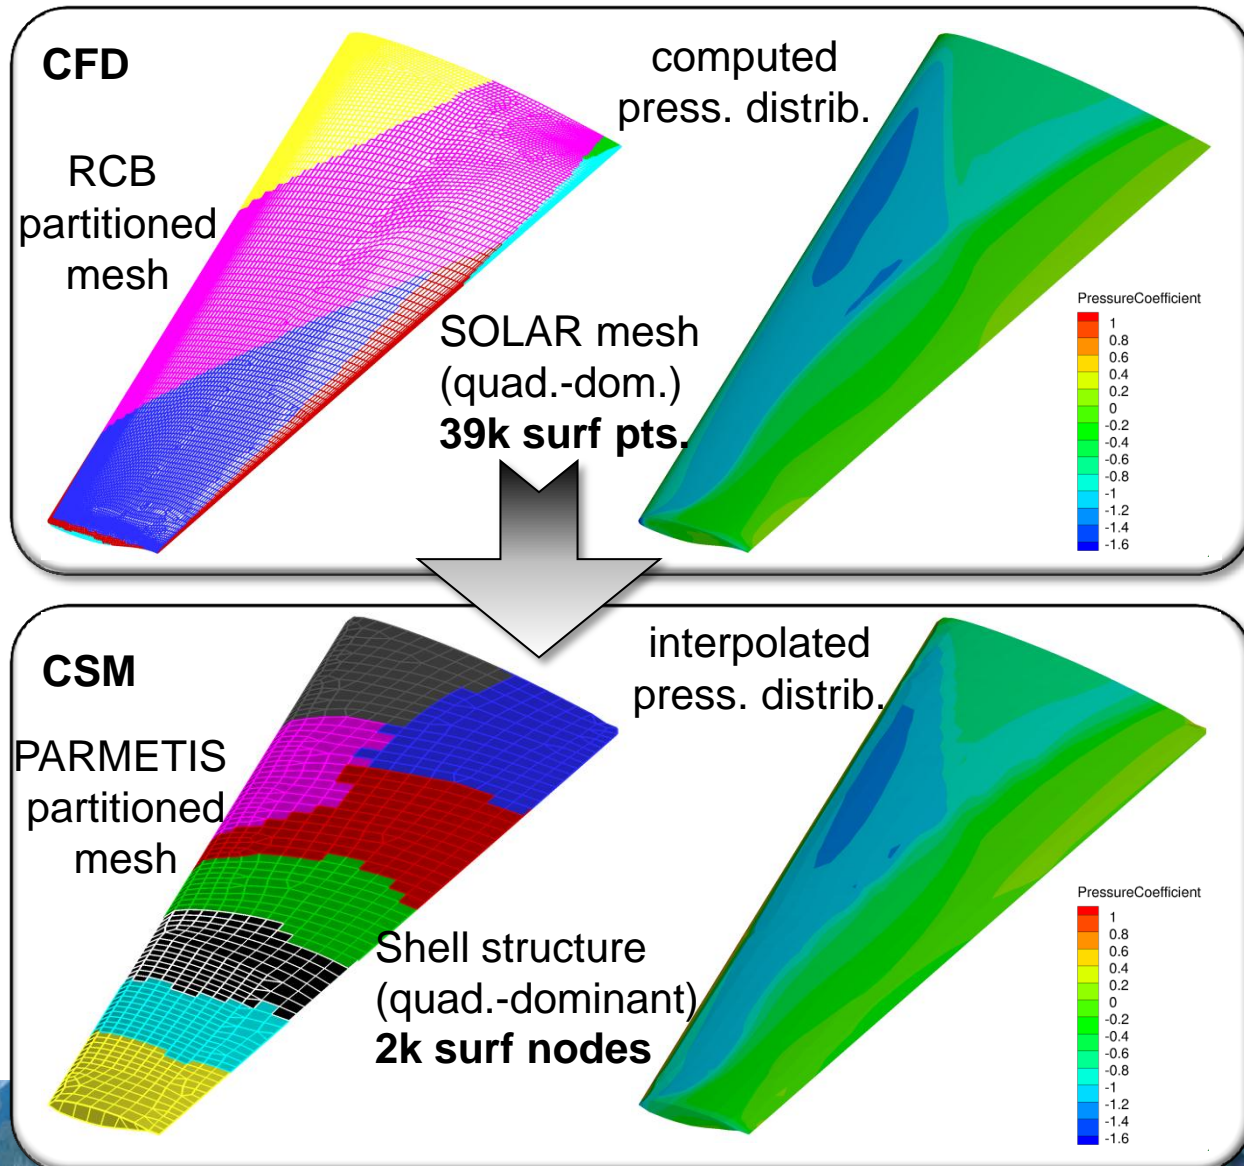 CFD
RCB
partitioned
mesh
computed
press. distrib.
SOLAR mesh
(quad.-dom.)
39k surf pts.
PressureCoefficient
1
0.8
0.6
0.4
0.2
0
-0.2
-0.4
-0.6
-0.8
-1
-1.2
-1.4
-1.6
CSM
PARMETIS
partitioned
mesh
interpolated
press. distrib.
Shell structure
(quad.-dominant)
2k surf nodes
PressureCoefficient
1
0.8
0.6
0.4
0.2
0
-0.2
-0.4
-0.6
-0.8
-1
-1.2
-1.4
-1.6